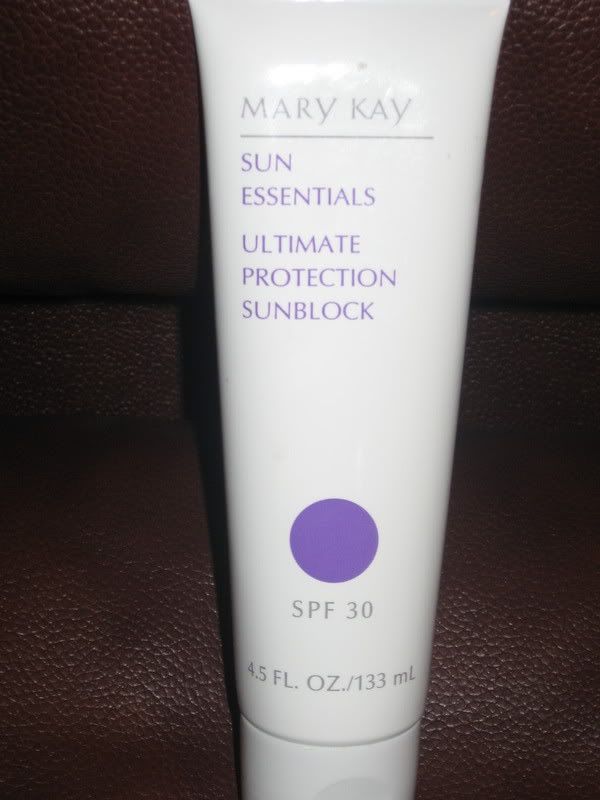 MARY KAY
SUN
ESSENTIALS
ULTIMATE
PROTECTION
SUNBLOCK
SPF 30
4.5 FL. OZ./133 mL